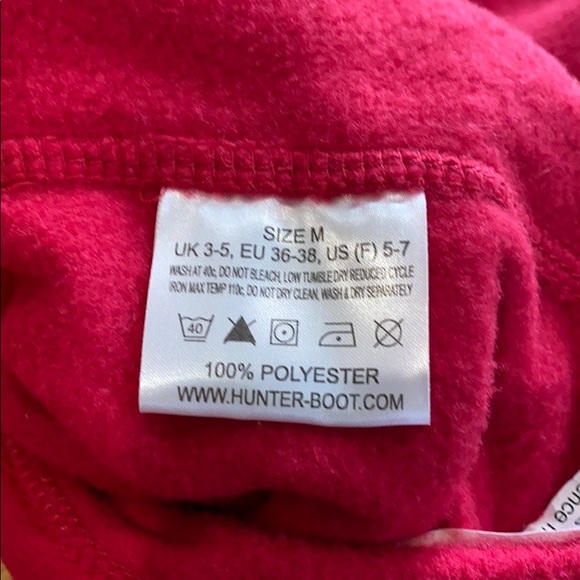 SIZE M
UK 3-5, EU 36-38, US (F) 5-7
WASH AT 40c, DO NOT BLEACH, LOW TUMBLE DRY REDUCED CYCLE
IRON MAX TEMP 110c, DO NOT DRY CLEAN, WASH & DRY SEPARATELY
40
100% POLYESTER
WWW.HUNTER-BOOT.COM